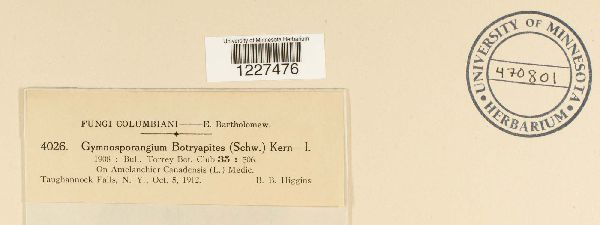 University of Minnesota Herbarium
1227476
UNIVERSITY OF MINNESOTA
470801
HERBARIUM
FUNGI COLUMBIANI—E. Bartholomew.
4026. Gymnosporangium Botryapites (Schw.) Kern—I.
1908 : Bul. Torrey Bot. Club 35 : 506.
On Amelanchier Canadensis (L.) Medic.
Taughannock Falls, N. Y., Oct. 5, 1912. B. B. Higgins